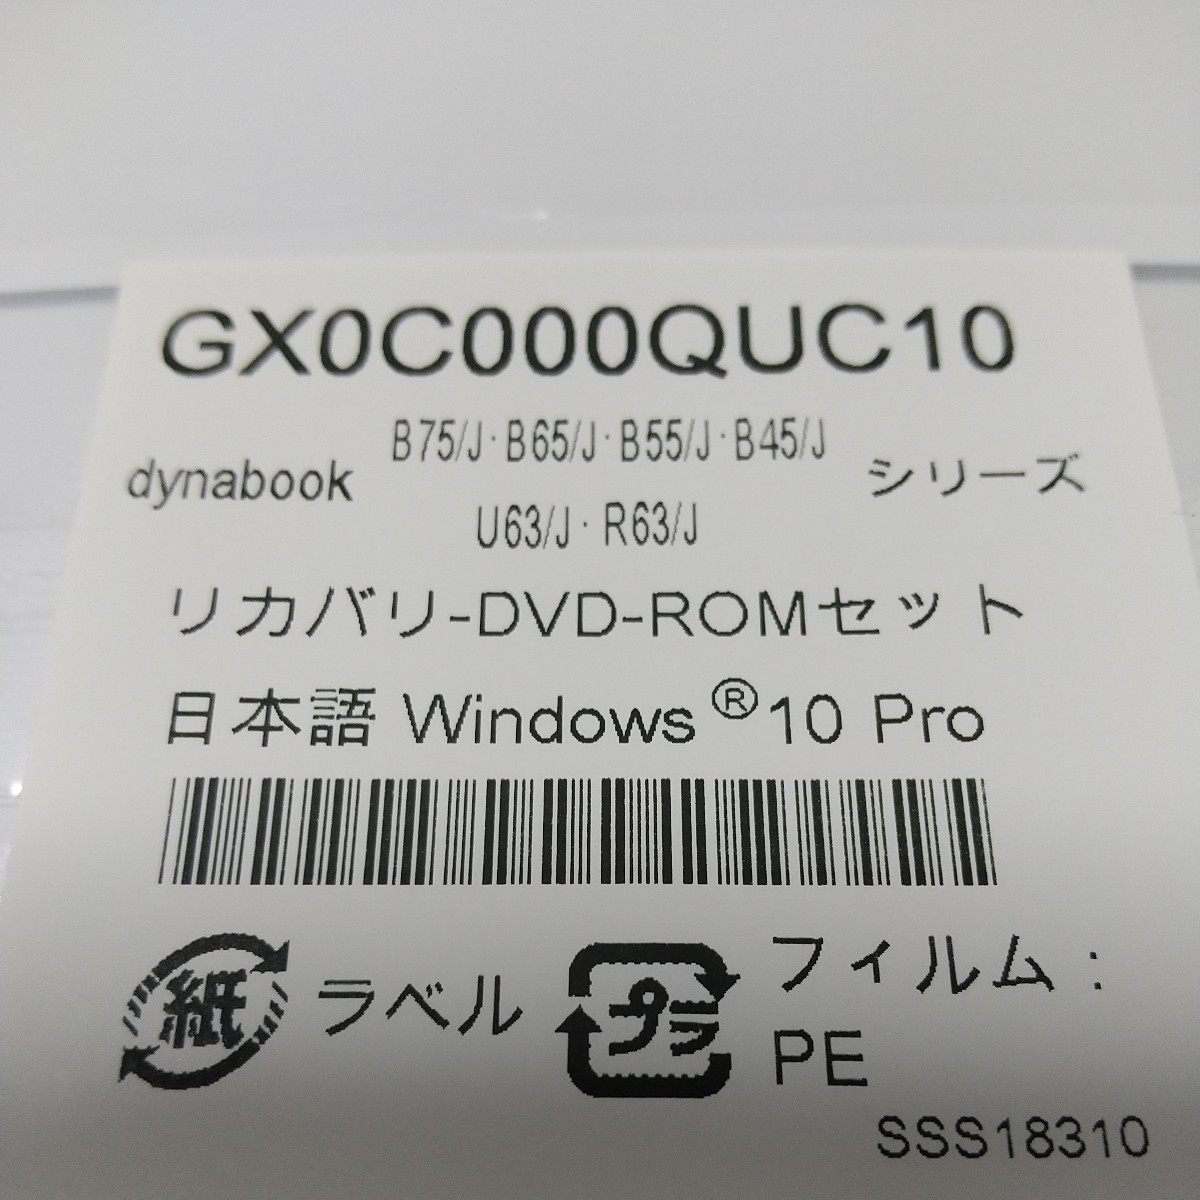 GX0C000QUC10
B75/J・B65/J・B55/J・B45/J
dynabook シリーズ
U63/J・R63/J
リカバリ-DVD-ROMセット
日本語 Windows®10 Pro
紙 ラベル プラ フィルム:
PE
SSS18310